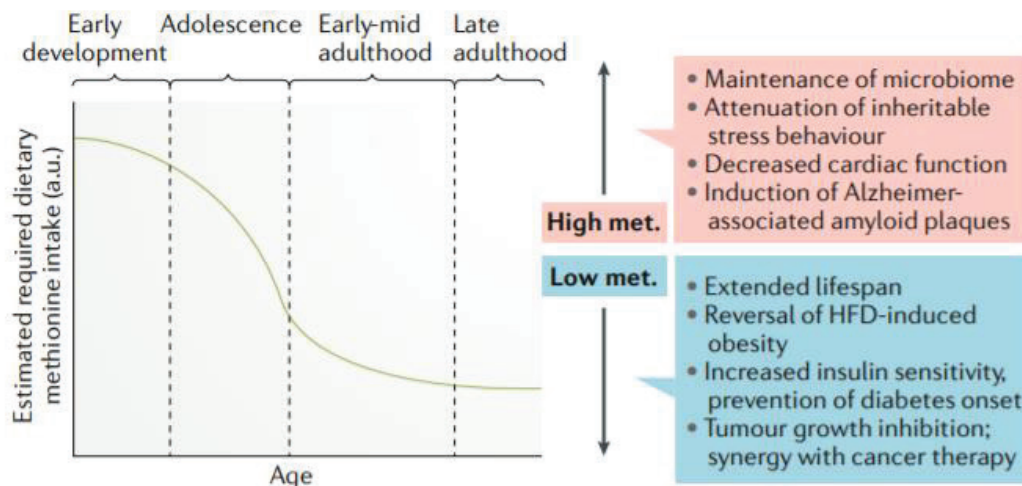 Early
development
Adolescence
Early-mid
adulthood
Late
adulthood
Estimated required dietary
methionine intake (a.u.)
Age
High met.
Low met.
• Maintenance of microbiome
• Attenuation of inheritable
stress behaviour
• Decreased cardiac function
• Induction of Alzheimer-
associated amyloid plaques
• Extended lifespan
• Reversal of HFD-induced
obesity
• Increased insulin sensitivity,
prevention of diabetes onset
• Tumour growth inhibition;
synergy with cancer therapy